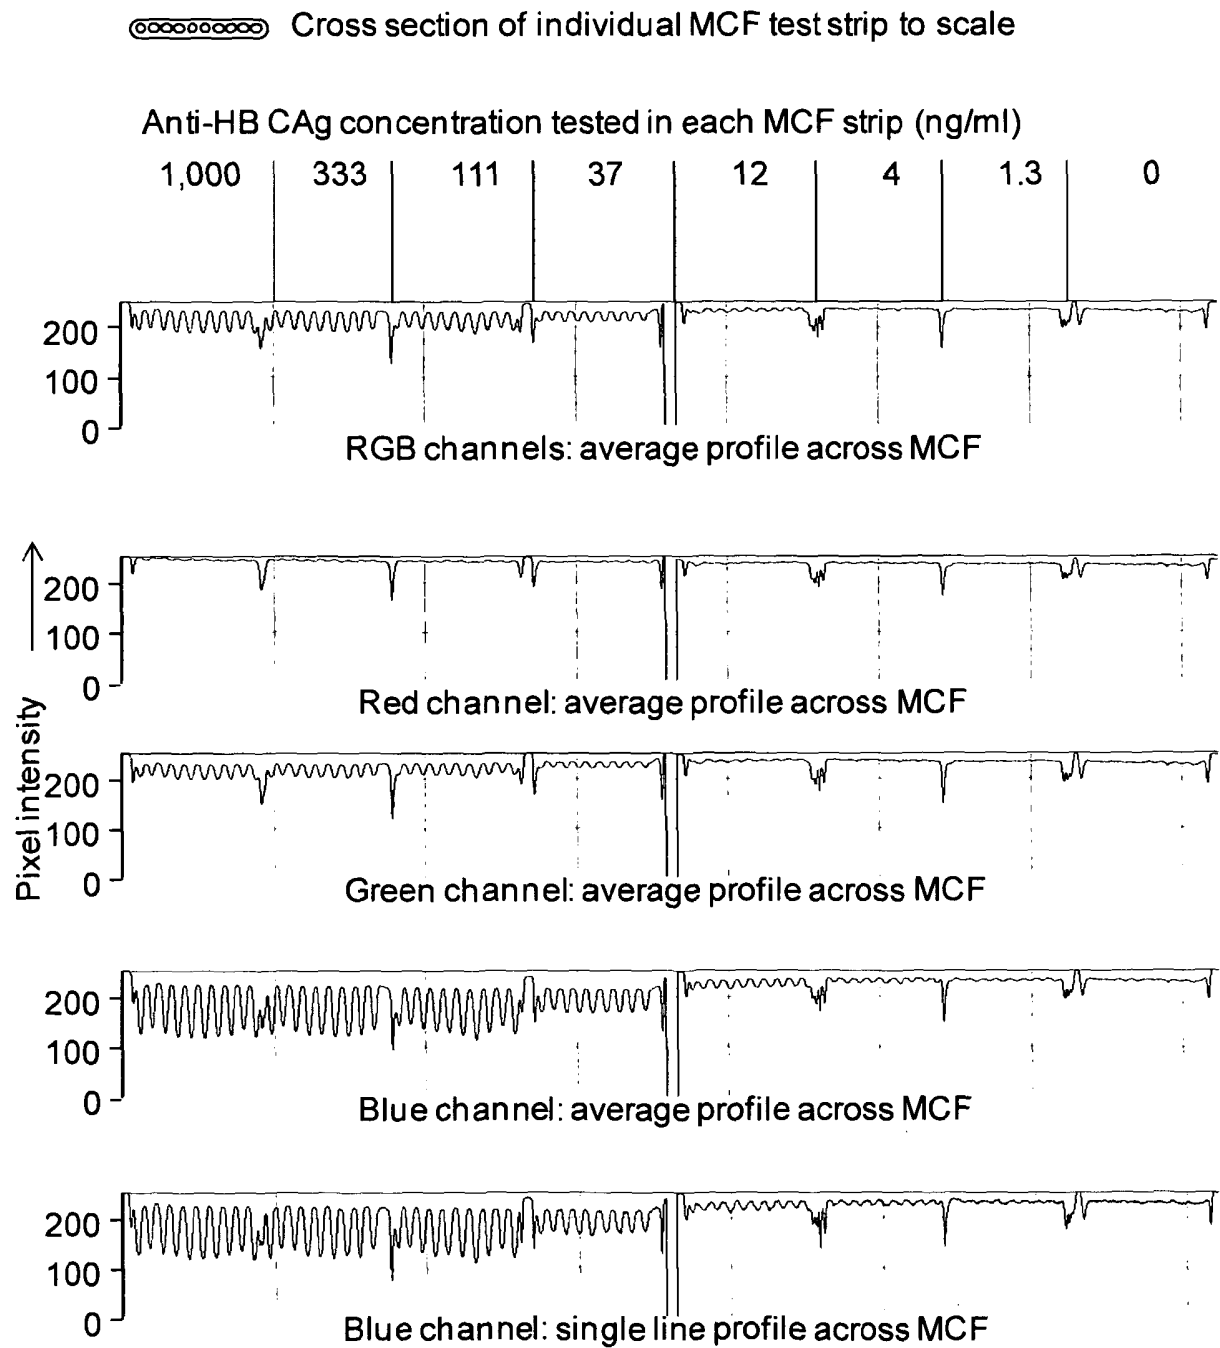 Cross section of individual MCF test strip to scale
Anti-HB CAg concentration tested in each MCF strip (ng/ml)
1,000 333 111 37 12 4 1.3 0
200
100
0
RGB channels: average profile across MCF
Pixel intensity
200
100
0
Red channel: average profile across MCF
200
100
0
Green channel: average profile across MCF
200
100
0
Blue channel: average profile across MCF
200
100
0
Blue channel: single line profile across MCF